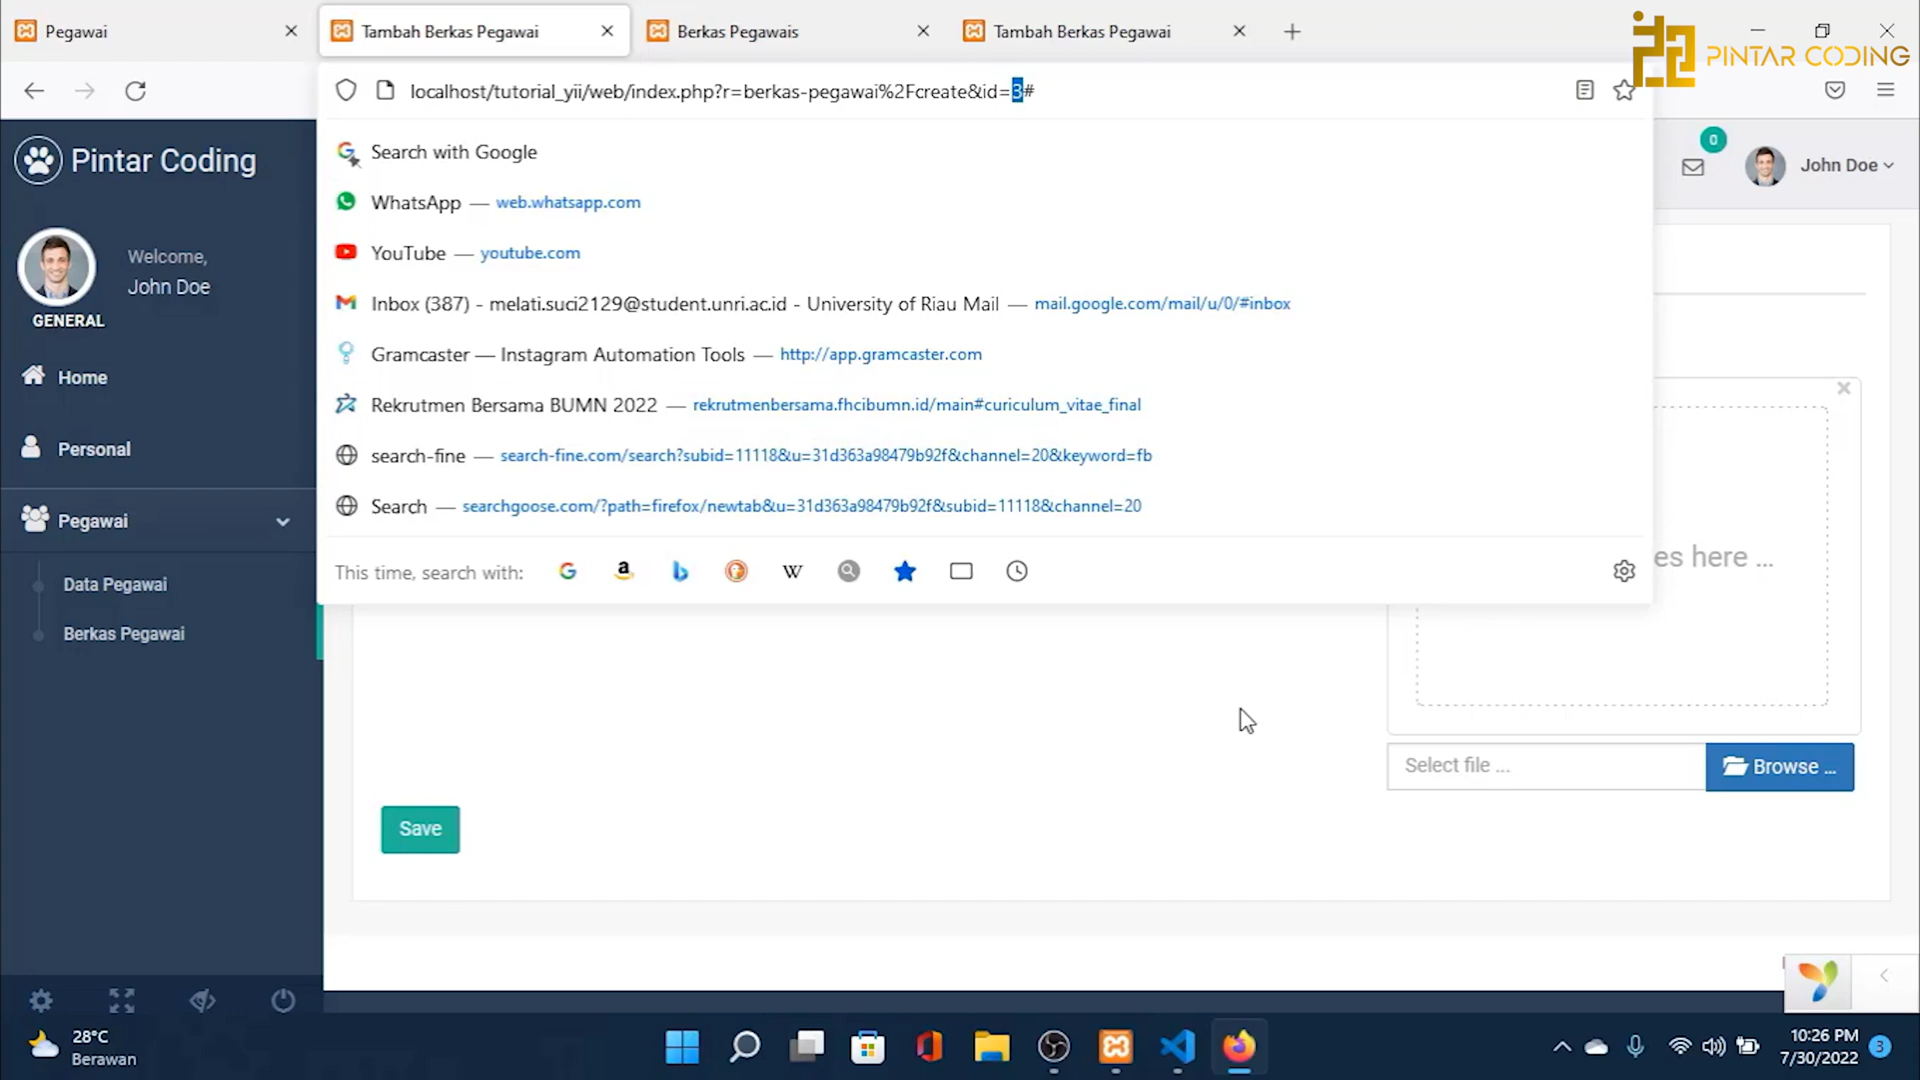 Pegawai
Tambah Berkas Pegawai
Berkas Pegawais
Tambah Berkas Pegawai
PINTAR CODING
localhost/tutorial_yii/web/index.php?r=berkas-pegawai%2Fcreate&id=3#
Pintar Coding
0
John Doe
Welcome,
John Doe
GENERAL
Home
Personal
Pegawai
Data Pegawai
Berkas Pegawai
Search with Google
WhatsApp — web.whatsapp.com
YouTube — youtube.com
Inbox (387) - melati.suci2129@student.unri.ac.id - University of Riau Mail — mail.google.com/mail/u/0/#inbox
Gramcaster — Instagram Automation Tools — http://app.gramcaster.com
Rekrutmen Bersama BUMN 2022 — rekrutmenbersama.fhcibumn.id/main#curiculum_vitae_final
search-fine — search-fine.com/search?subid=11118&u=31d363a98479b92f&channel=20&keyword=fb
Search — searchgoose.com/?path=firefox/newtab&u=31d363a98479b92f&subid=11118&channel=20
This time, search with:
es here ...
Select file ...
Browse ...
Save
28°C
Berawan
10:26 PM
7/30/2022
3